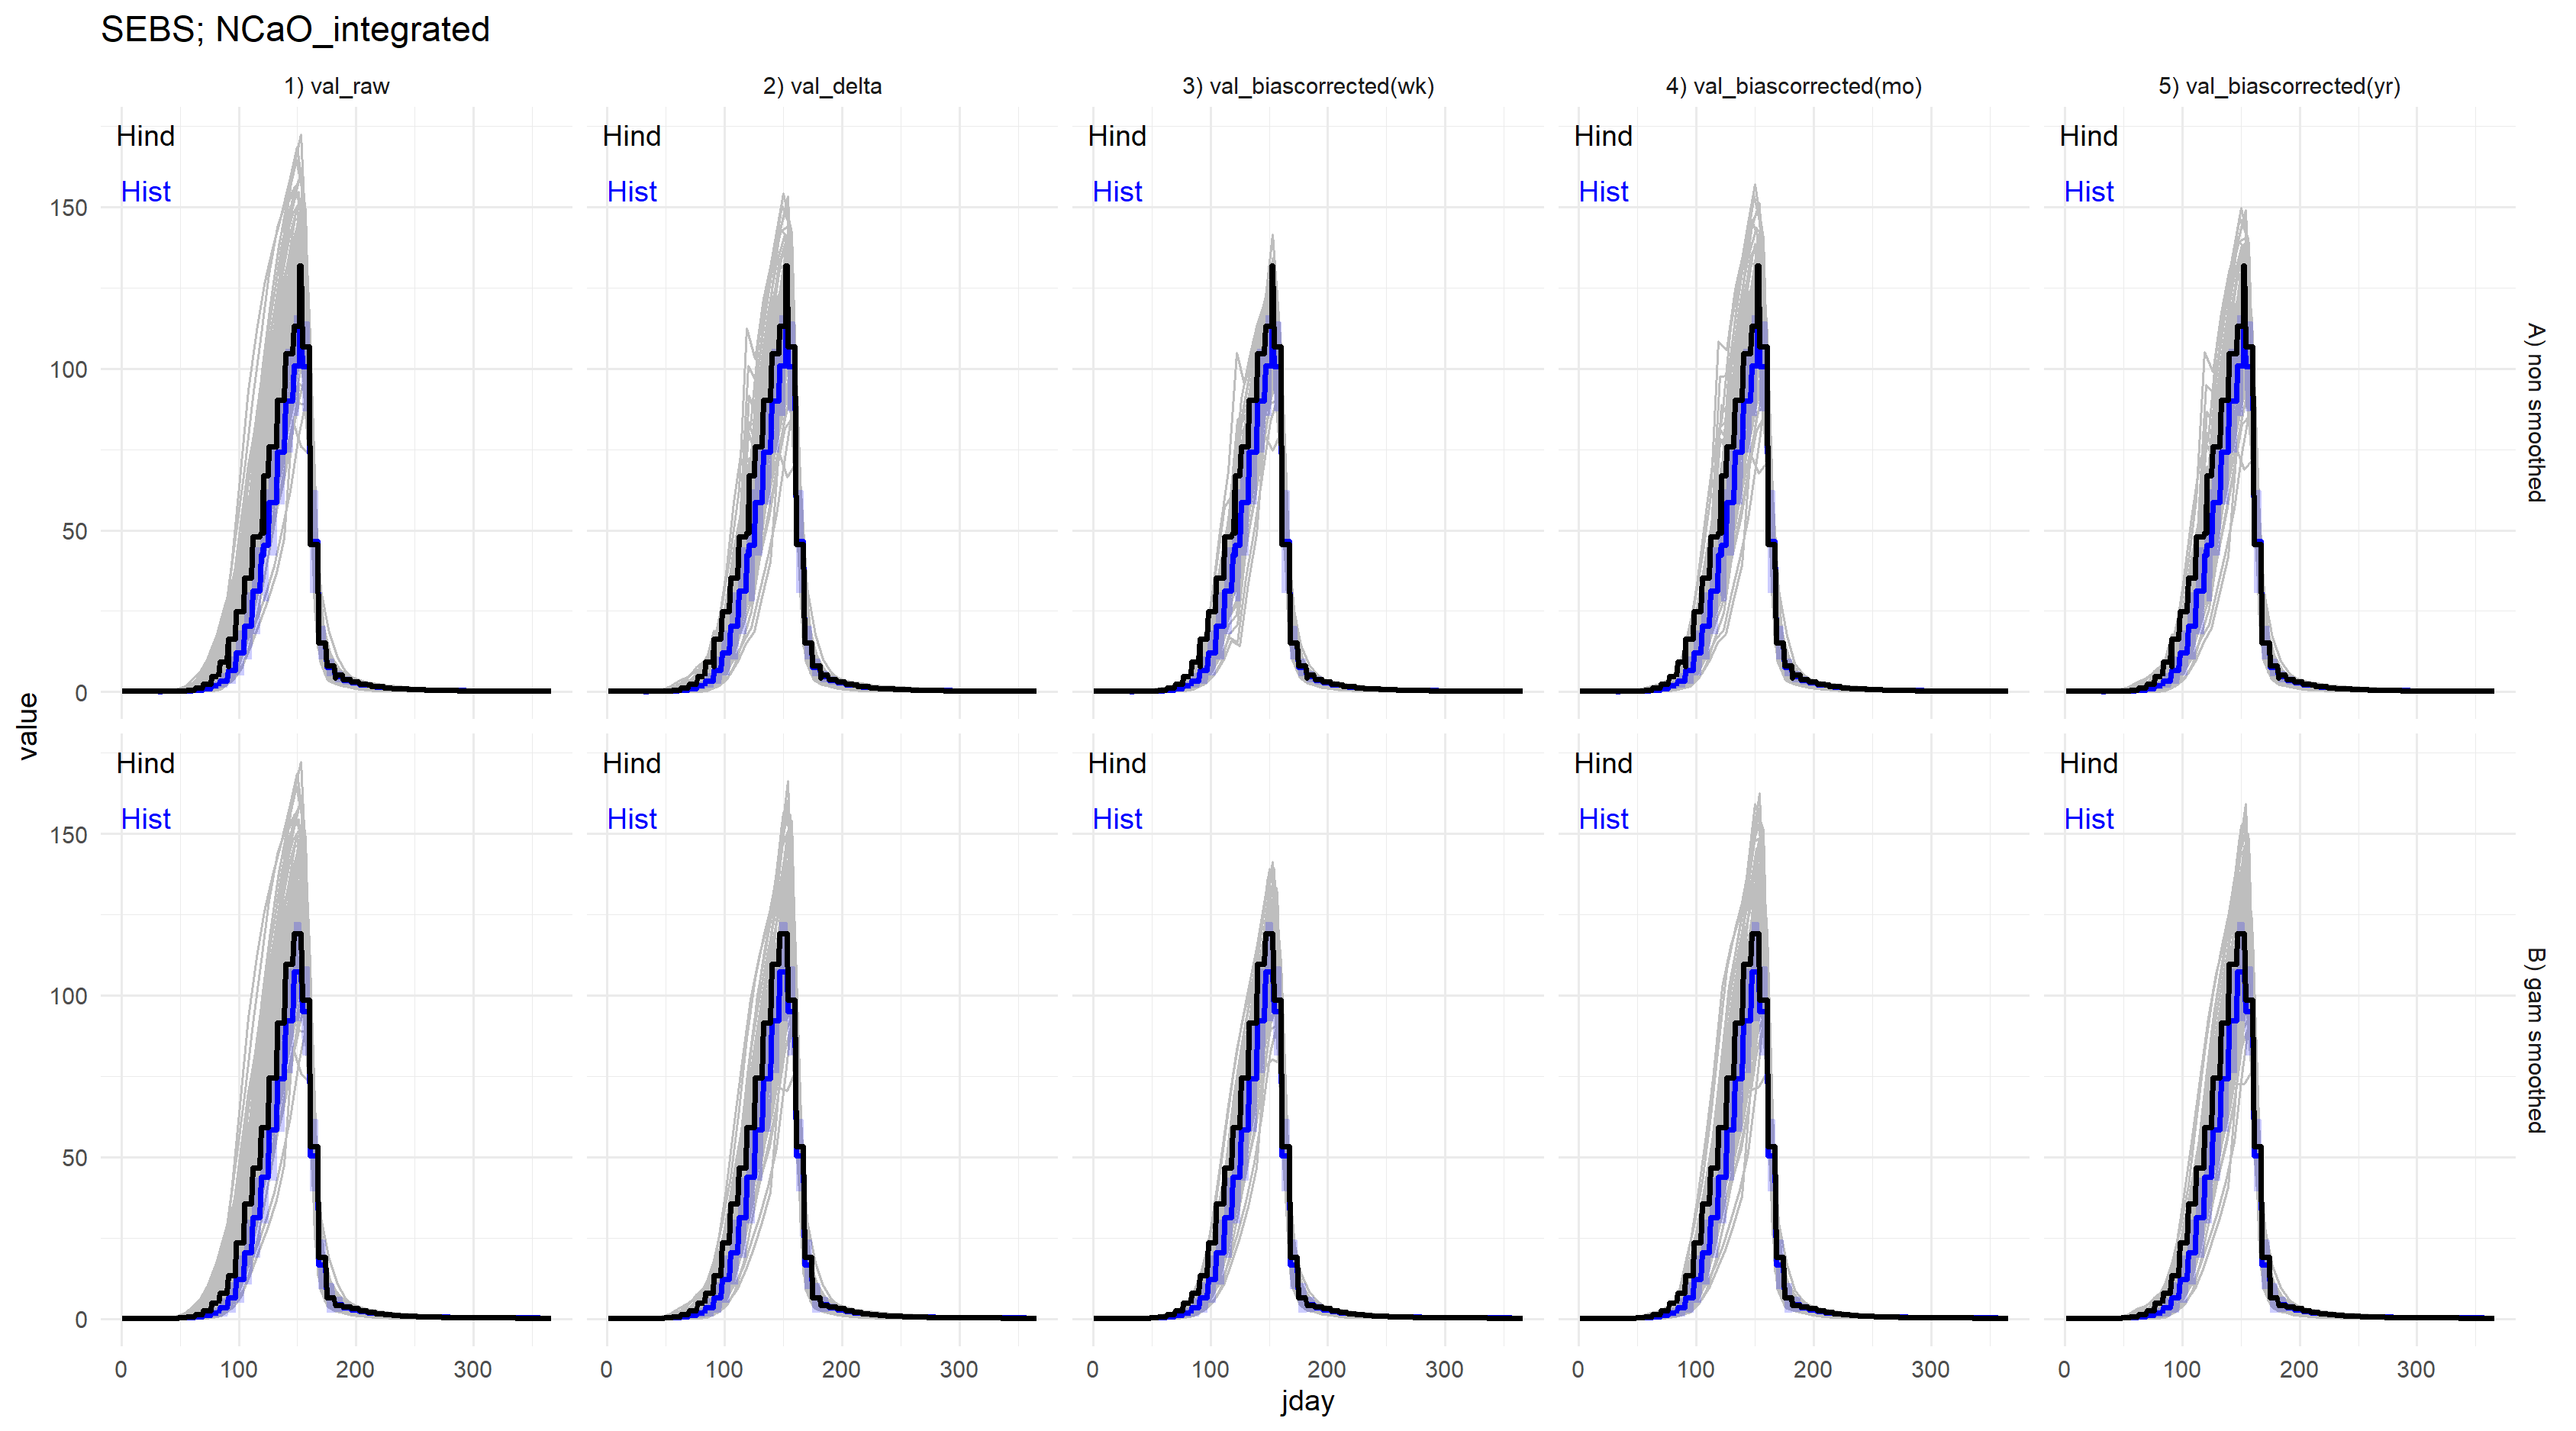 SEBS; NCaO_integrated
1) val_raw
2) val_delta
3) val_biascorrected(wk)
4) val_biascorrected(mo)
5) val_biascorrected(yr)
Hind
Hind
Hind
Hind
Hind
Hist
Hist
Hist
Hist
Hist
150
100
50
0
A) non smoothed
value
Hind
Hind
Hind
Hind
Hind
Hist
Hist
Hist
Hist
Hist
150
100
50
0
B) gam smoothed
0 100 200 300
0 100 200 300
0 100 200 300
0 100 200 300
0 100 200 300
jday